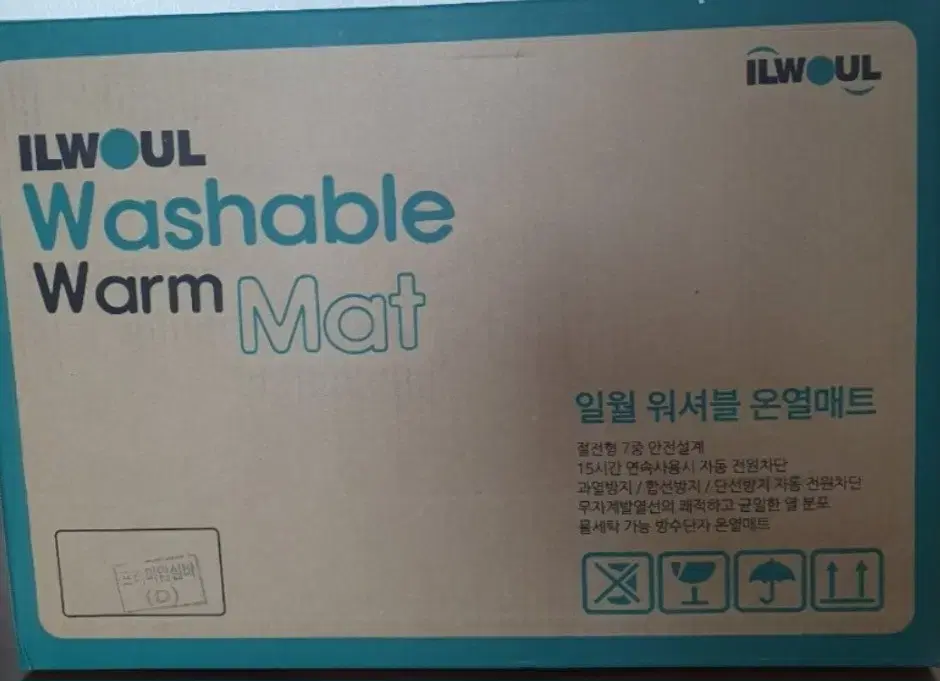 ILWOUL
ILWOUL
Washable
Warm Mat
일월 워셔블 온열매트
절전형 7중 안전설계
15시간 연속사용시 자동 전원차단
과열방지 / 합선방지 / 단선방지 자동 전원차단
무자계발열선의 쾌적하고 균일한 열 분포
물세탁 가능 방수단자 온열매트
(D)